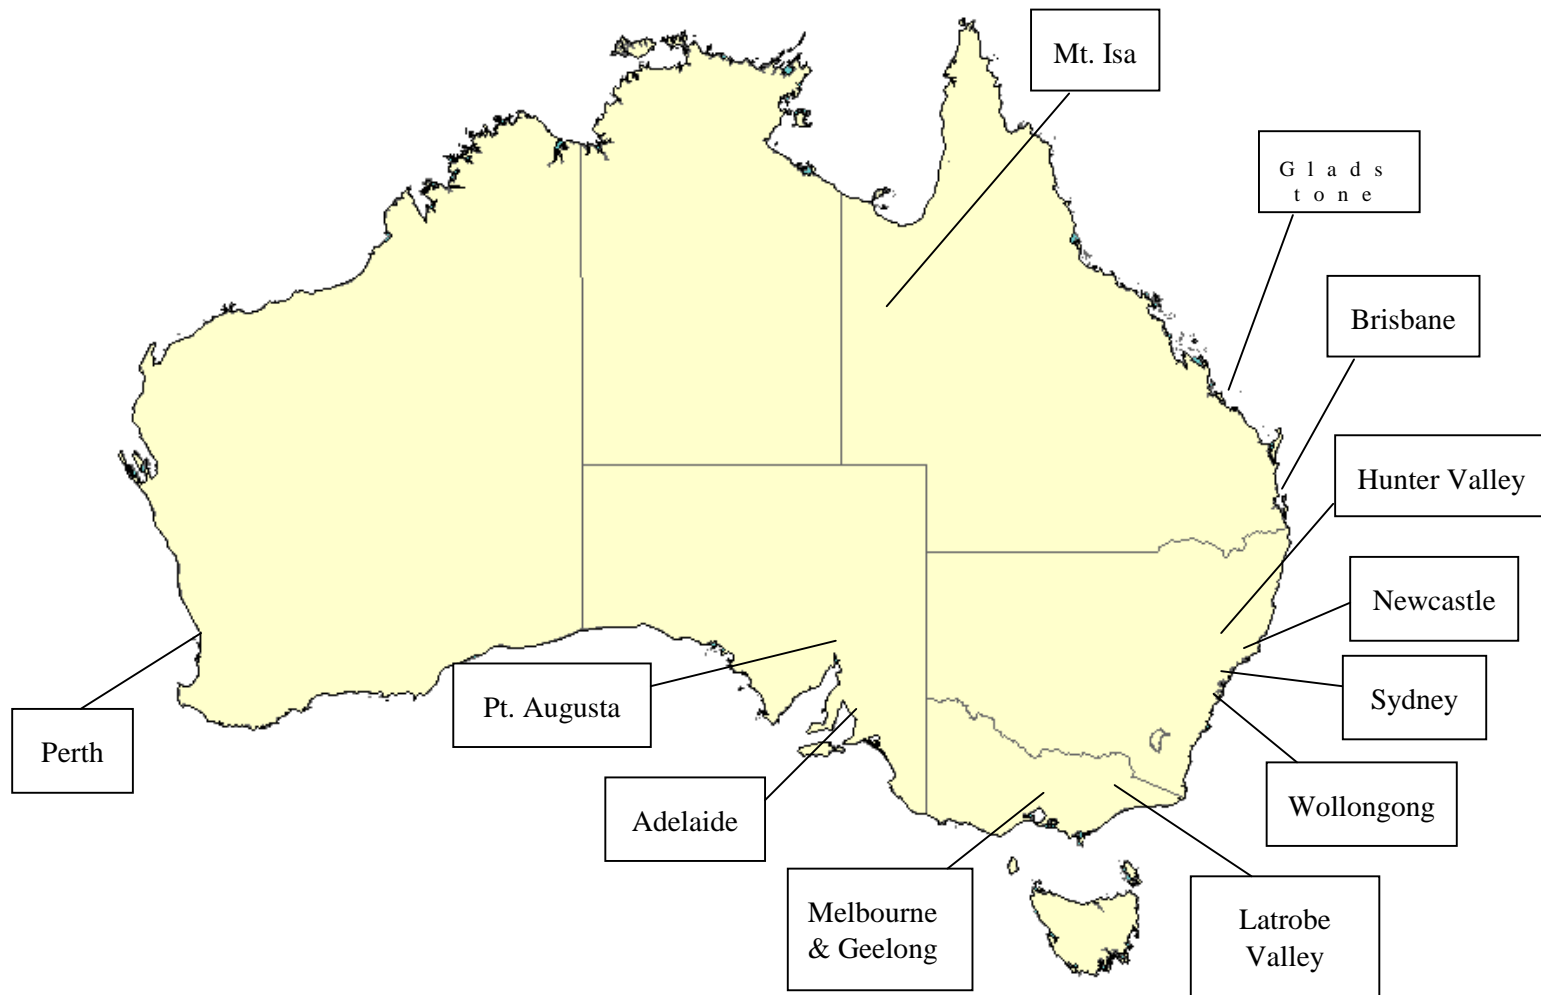 Mt. Isa
G l a d s
t o n e
Brisbane
Hunter Valley
Newcastle
Sydney
Wollongong
Latrobe
Valley
Melbourne
& Geelong
Adelaide
Pt. Augusta
Perth